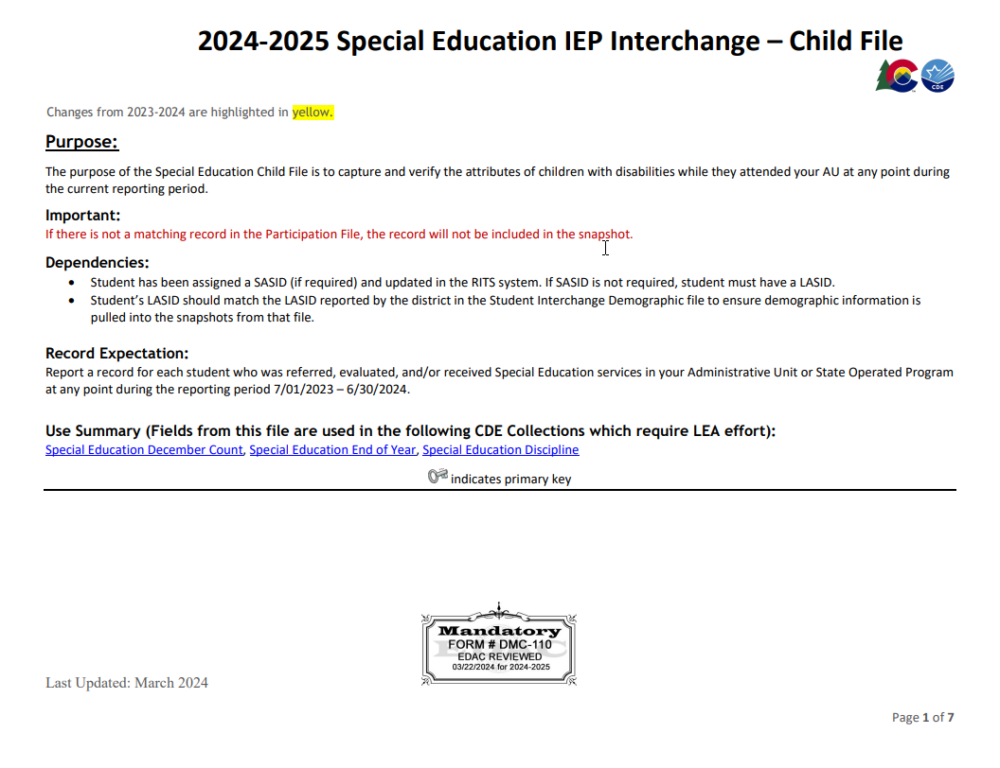 2024-2025 Special Education IEP Interchange – Child File
CDE
Changes from 2023-2024 are highlighted in yellow.
Purpose:
The purpose of the Special Education Child File is to capture and verify the attributes of children with disabilities while they attended your AU at any point during
the current reporting period.
Important:
If there is not a matching record in the Participation File, the record will not be included in the snapshot.
Dependencies:
• Student has been assigned a SASID (if required) and updated in the RITS system. If SASID is not required, student must have a LASID.
• Student’s LASID should match the LASID reported by the district in the Student Interchange Demographic file to ensure demographic information is
pulled into the snapshots from that file.
Record Expectation:
Report a record for each student who was referred, evaluated, and/or received Special Education services in your Administrative Unit or State Operated Program
at any point during the reporting period 7/01/2023 – 6/30/2024.
Use Summary (Fields from this file are used in the following CDE Collections which require LEA effort):
Special Education December Count, Special Education End of Year, Special Education Discipline
indicates primary key
Mandatory
FORM # DMC-110
EDAC REVIEWED
03/22/2024 for 2024-2025
Last Updated: March 2024
Page 1 of 7